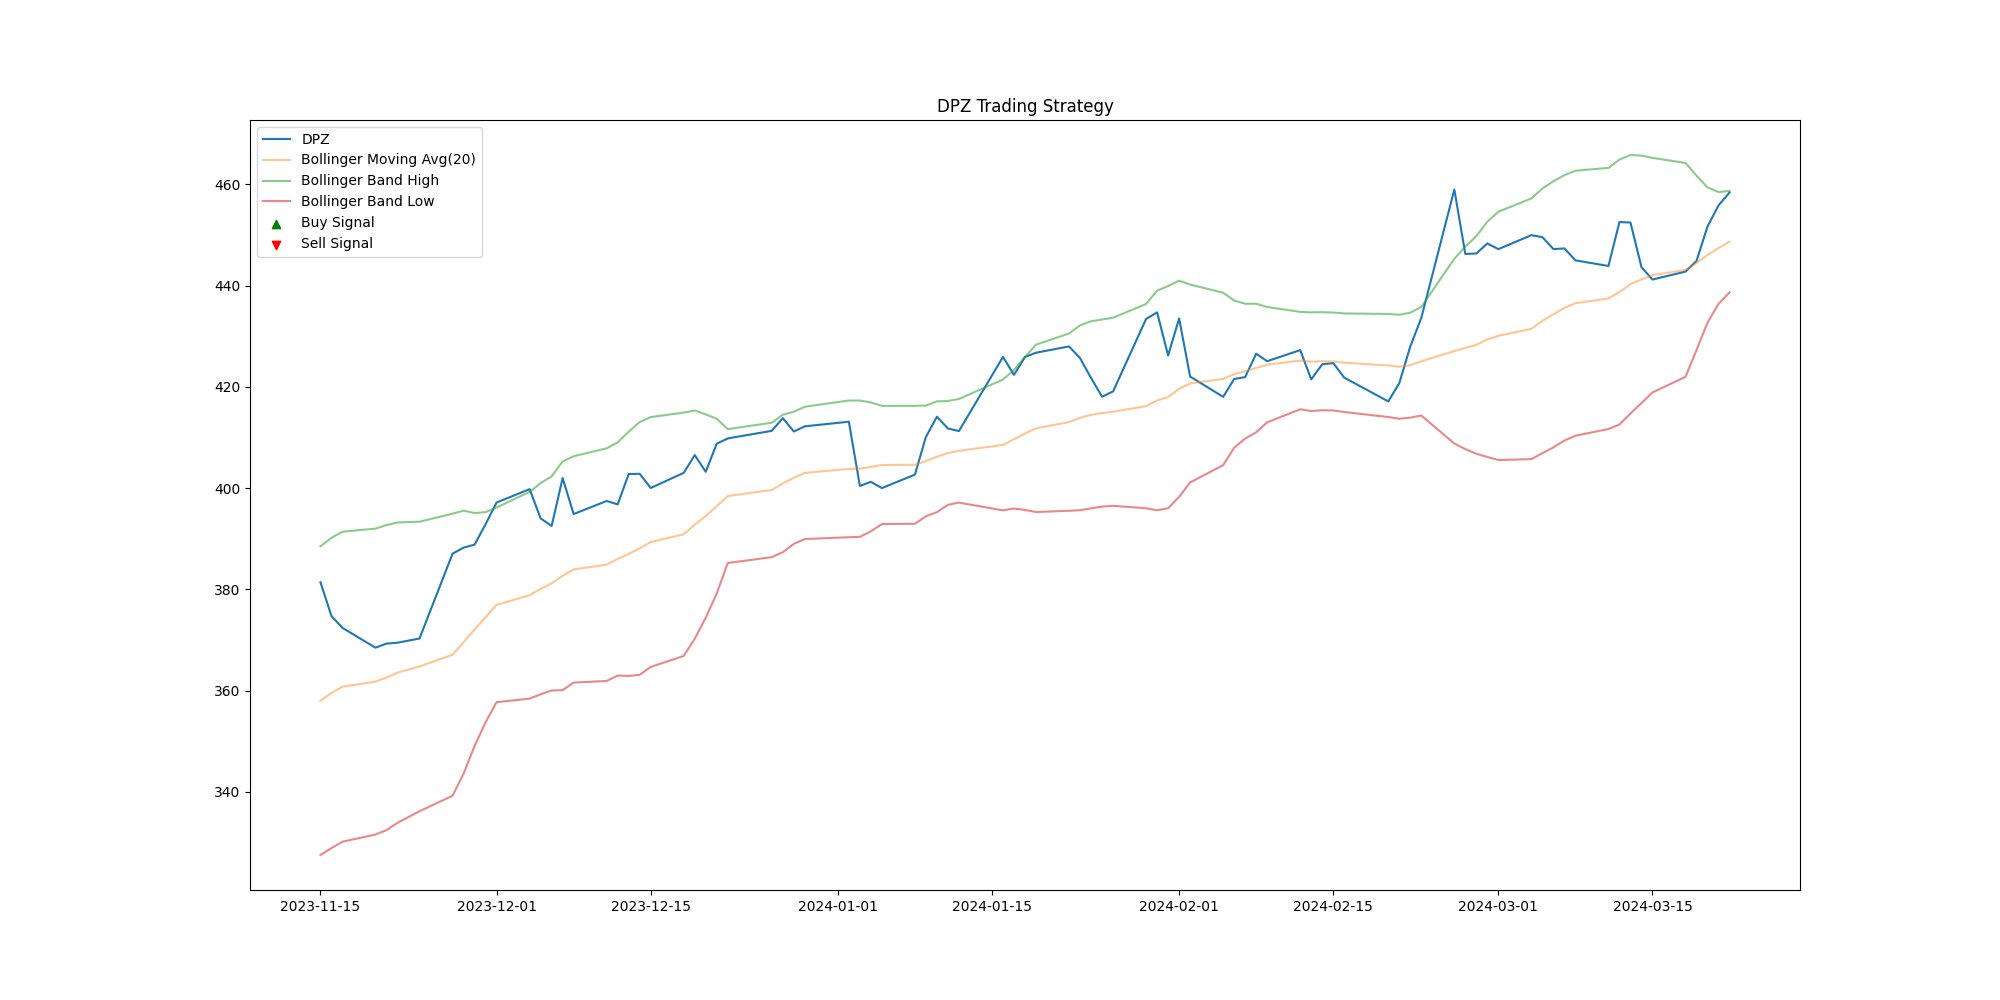 DPZ Trading Strategy
DPZ
Bollinger Moving Avg(20)
Bollinger Band High
Bollinger Band Low
Buy Signal
Sell Signal
460
440
420
400
380
360
340
2023-11-15
2023-12-01
2023-12-15
2024-01-01
2024-01-15
2024-02-01
2024-02-15
2024-03-01
2024-03-15